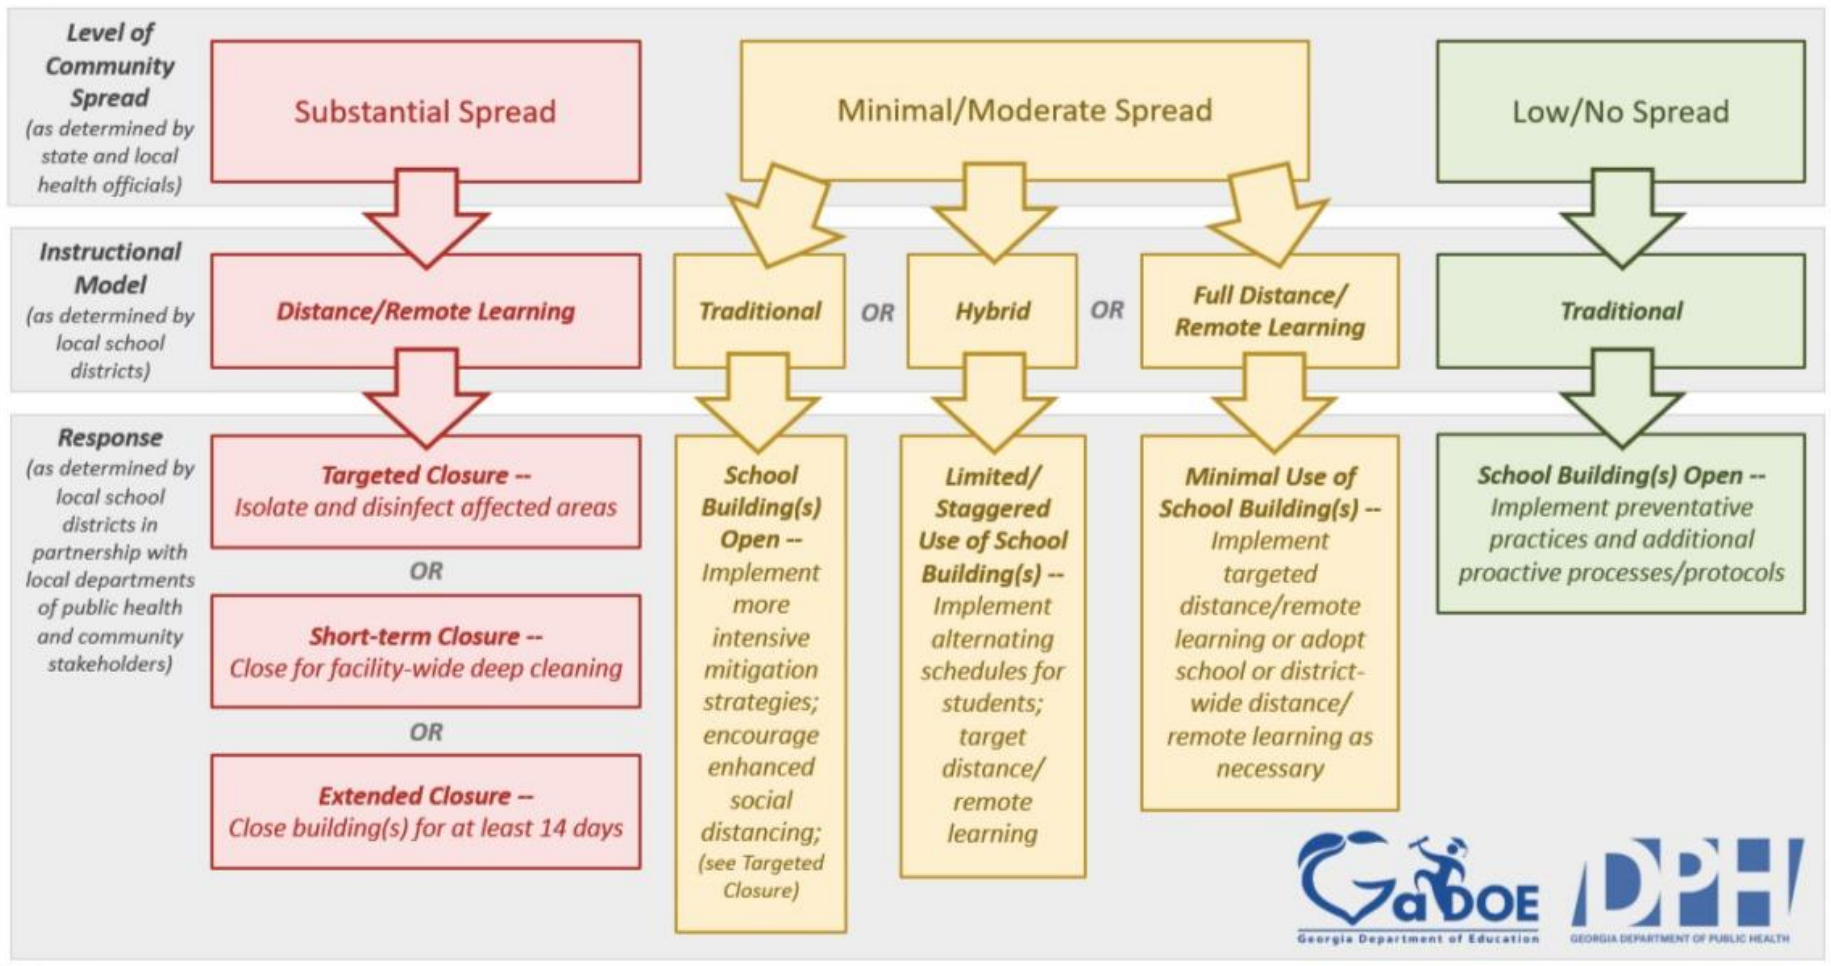 Level of
Community
Spread
(as determined by
state and local
health officials)
Substantial Spread
Minimal/Moderate Spread
Low/No Spread
Instructional
Model
(as determined by
local school
districts)
Distance/Remote Learning
Traditional
OR
Hybrid
OR
Full Distance/
Remote Learning
Traditional
Response
(as determined by
local school
districts in
partnership with
local departments
of public health
and community
stakeholders)
Targeted Closure --
Isolate and disinfect affected areas
OR
Short-term Closure --
Close for facility-wide deep cleaning
OR
Extended Closure --
Close building(s) for at least 14 days
School
Building(s)
Open --
Implement
more
intensive
mitigation
strategies;
encourage
enhanced
social
distancing;
(see Targeted
Closure)
Limited/
Staggered
Use of School
Building(s) --
Implement
alternating
schedules for
students;
target
distance/
remote
learning
Minimal Use of
School Building(s) --
Implement
targeted
distance/remote
learning or adopt
school or district-
wide distance/
remote learning as
necessary
School Building(s) Open --
Implement preventative
practices and additional
proactive processes/protocols
GaDOE
Georgia Department of Education
DPH
GEORGIA DEPARTMENT OF PUBLIC HEALTH